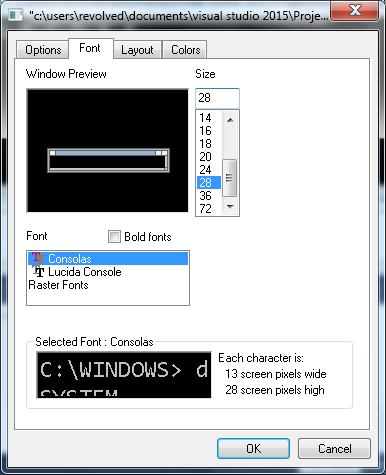 "c:\users\revolved\documents\visual studio 2015\Proje...
Options Font Layout Colors
Window Preview Size
28
14
16
18
20
24
28
36
72
Font Bold fonts
Consolas
Lucida Console
Raster Fonts
Selected Font : Consolas
C:\WINDOWS> d
SYSTEM
Each character is:
13 screen pixels wide
28 screen pixels high
OK Cancel